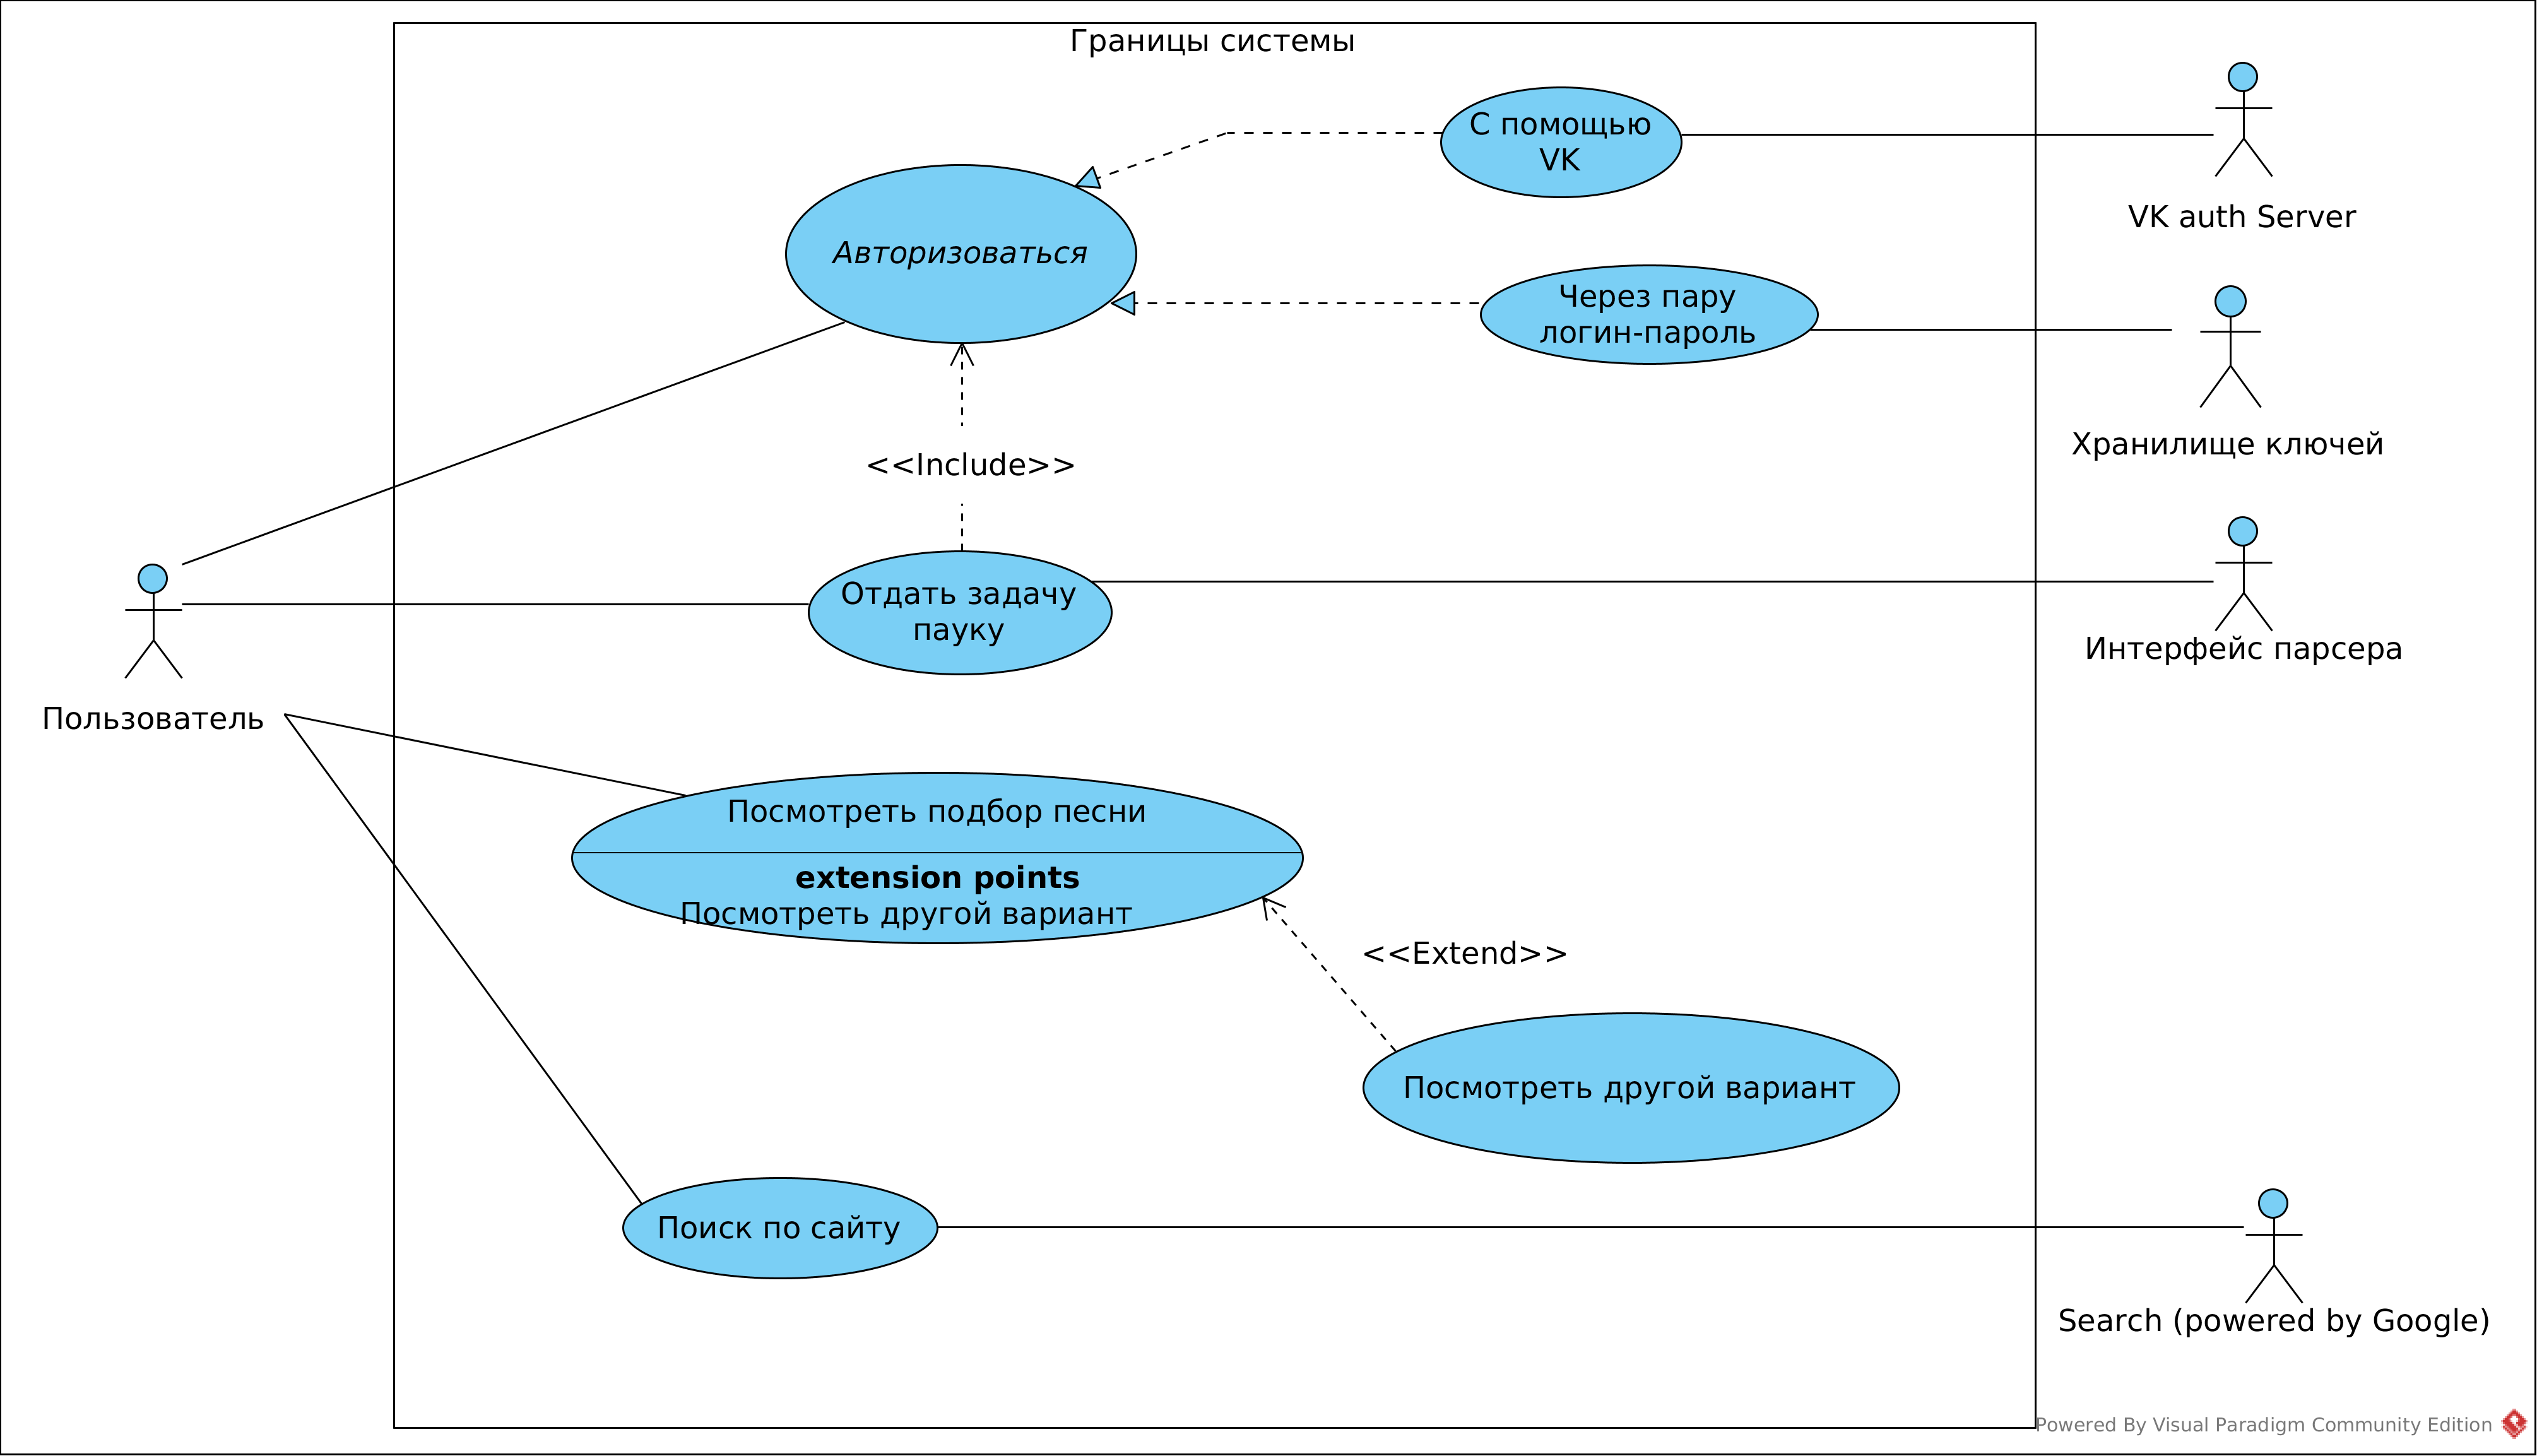 Границы системы
С помощью
VK
VK auth Server
Авторизоваться
Через пару
логин-пароль
Хранилище ключей
<<Include>>
Отдать задачу
пауку
Интерфейс парсера
Пользователь
Посмотреть подбор песни
extension points
Посмотреть другой вариант
<<Extend>>
Посмотреть другой вариант
Поиск по сайту
Search (powered by Google)
Powered By Visual Paradigm Community Edition